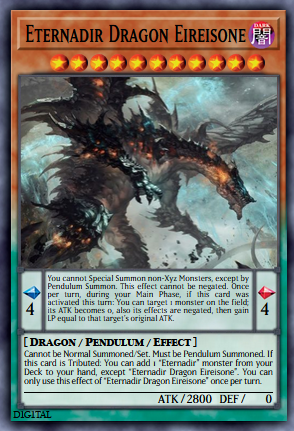 Eternadir Dragon Eireisone
DARK
闇
You cannot Special Summon non-Xyz Monsters, except by
Pendulum Summon. This effect cannot be negated. Once
per turn, during your Main Phase, if this card was
activated this turn: You can target 1 monster on the field;
its ATK becomes 0, also its effects are negated, then gain
LP equal to that target's original ATK.
4
4
[ Dragon / Pendulum / Effect ]
Cannot be Normal Summoned/Set. Must be Pendulum Summoned. If
this card is Tributed: You can add 1 "Eternadir" monster from your
Deck to your hand, except "Eternadir Dragon Eireisone". You can
only use this effect of "Eternadir Dragon Eireisone" once per turn.
ATK / 2800 DEF / 0
DIGITAL